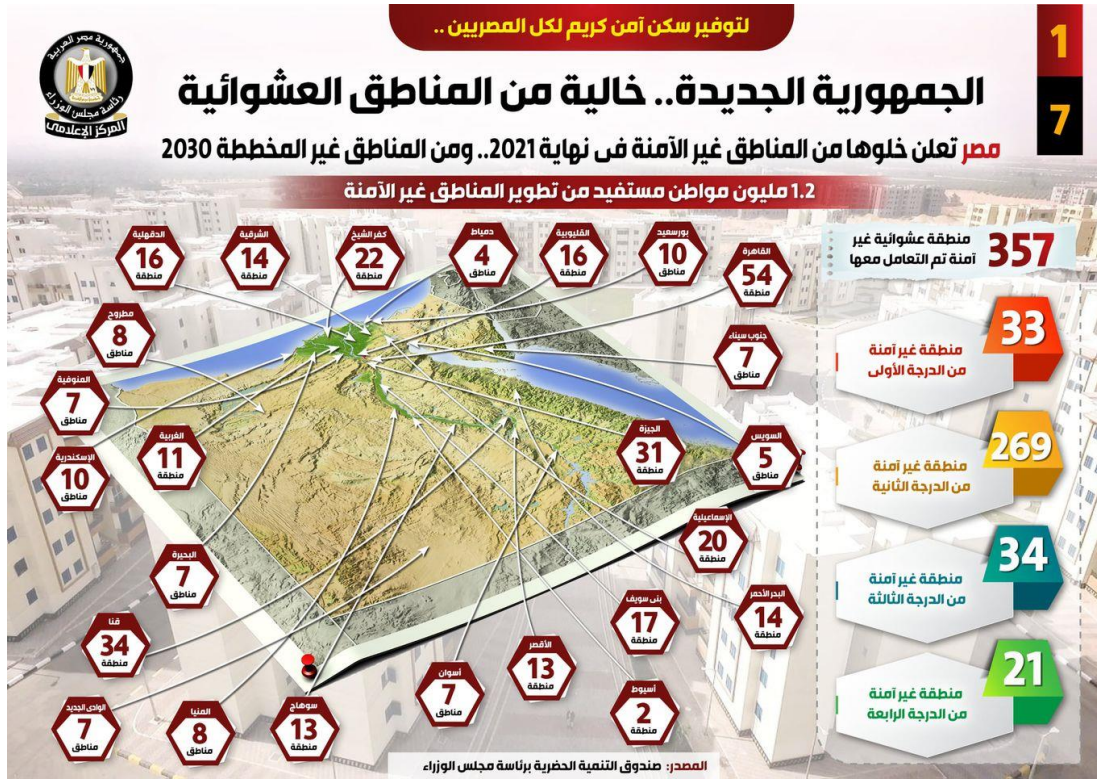 لتوفير سكن آمن كريم لكل المصريين ..
1
7
جمهورية مصر العربية
رئاسة مجلس الوزراء
المركز الإعلامى
الجمهورية الجديدة.. خالية من المناطق العشوائية
مصر تعلن خلوها من المناطق غير الآمنة فى نهاية 2021.. ومن المناطق غير المخططة 2030
1.2 مليون مواطن مستفيد من تطوير المناطق غير الآمنة
357
منطقة عشوائية غير
آمنة تم التعامل معها
33
منطقة غير آمنة
من الدرجة الأولى
269
منطقة غير آمنة
من الدرجة الثانية
34
منطقة غير آمنة
من الدرجة الثالثة
21
منطقة غير آمنة
من الدرجة الرابعة
القاهرة
54
منطقة
بورسعيد
10
مناطق
القليوبية
16
منطقة
دمياط
4
مناطق
كفر الشيخ
22
منطقة
الشرقية
14
منطقة
الدقهلية
16
منطقة
جنوب سيناء
7
مناطق
مطروح
8
مناطق
المنوفية
7
مناطق
السويس
5
مناطق
الجيزة
31
منطقة
الغربية
11
منطقة
الإسكندرية
10
مناطق
الإسماعيلية
20
منطقة
البحيرة
7
مناطق
البحر الأحمر
14
منطقة
بنى سويف
17
منطقة
قنا
34
منطقة
الأقصر
13
منطقة
أسوان
7
مناطق
أسيوط
2
منطقة
سوهاج
13
منطقة
المنيا
8
مناطق
الوادى الجديد
7
مناطق
المصدر: صندوق التنمية الحضرية برئاسة مجلس الوزراء